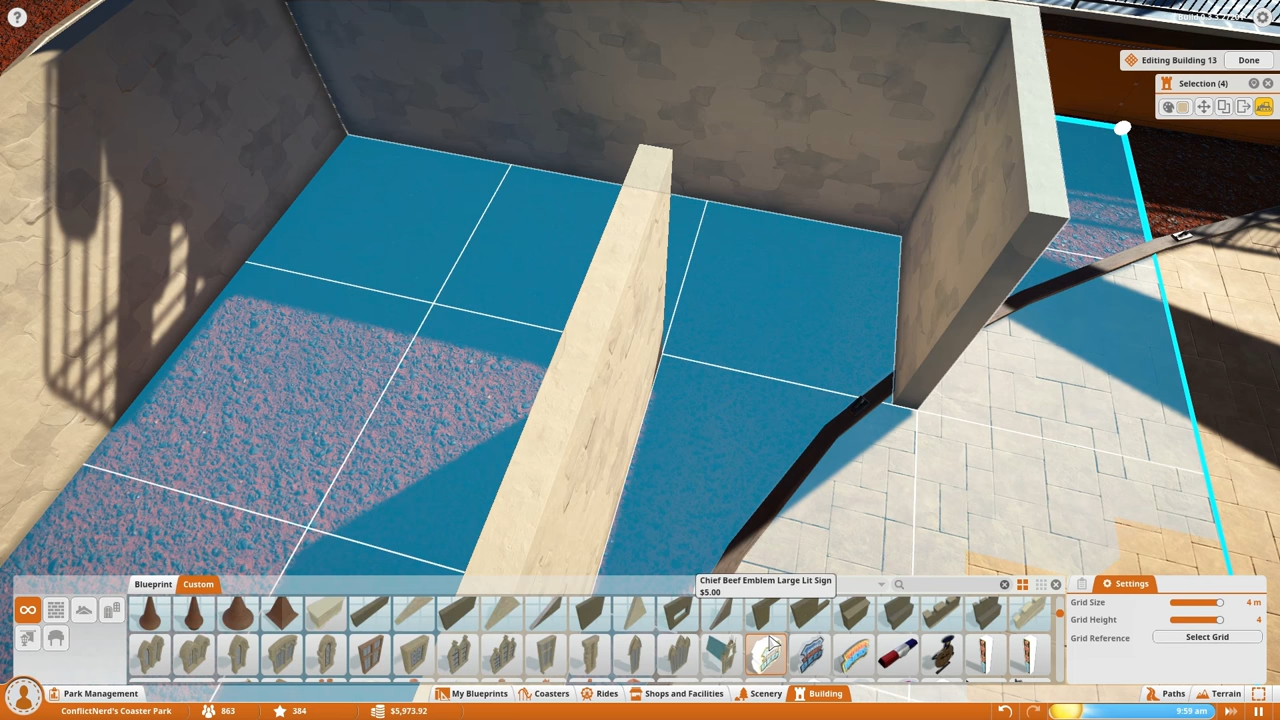 ?
Editing Building 13
Done
Selection (4)
Chief Beef Emblem Large Lit Sign
$5.00
Blueprint
Custom
Settings
Grid Size
4 m
Grid Height
4
Grid Reference
Select Grid
Park Management
My Blueprints
Coasters
Rides
Shops and Facilities
Scenery
Building
Paths
Terrain
ConflictNerd's Coaster Park
863
384
$5,973.92
9:59 am